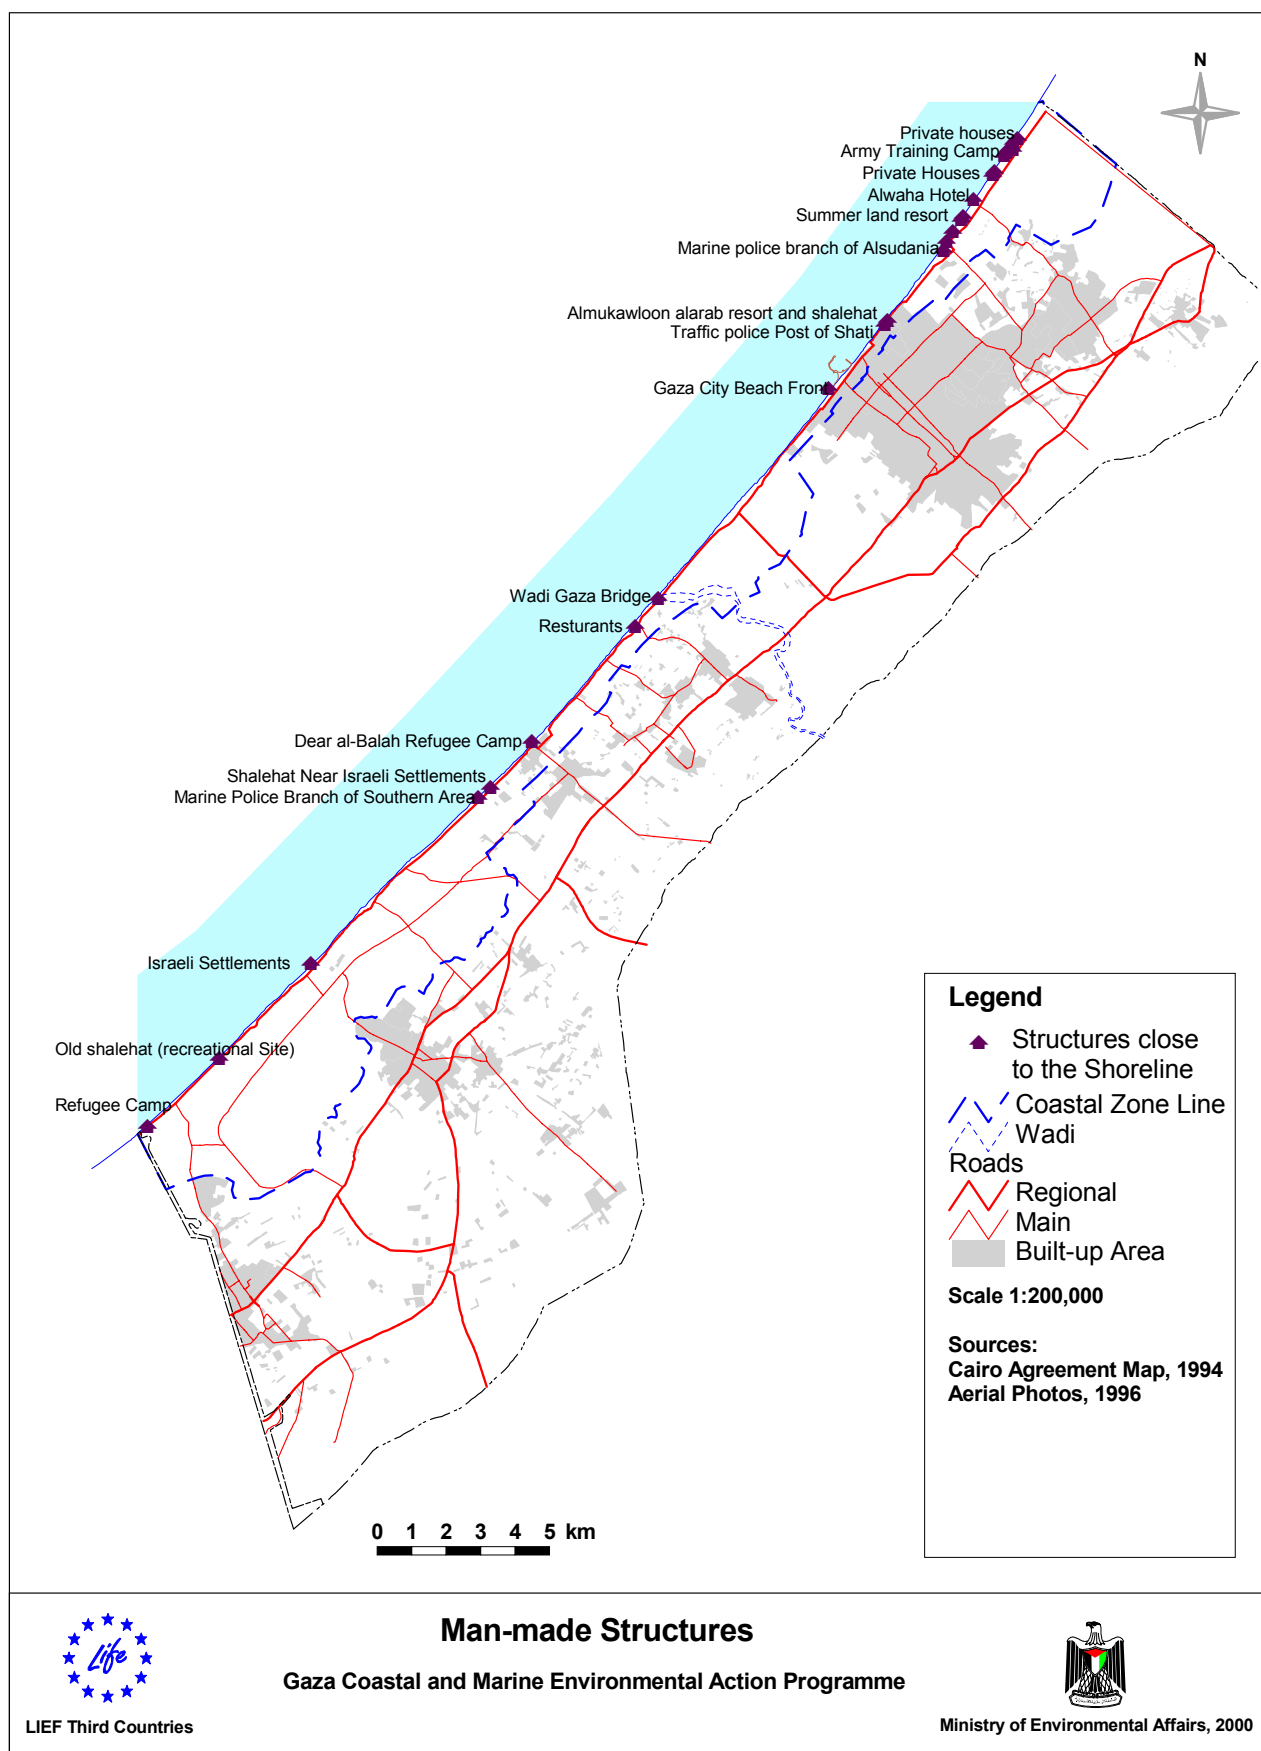 N
Private houses
Army Training Camp
Private Houses
Alwaha Hotel
Summer land resort
Marine police branch of Alsudania
Almukawloon alarab resort and shalehat
Traffic police Post of Shati
Gaza City Beach Front
Wadi Gaza Bridge
Resturants
Dear al-Balah Refugee Camp
Shalehat Near Israeli Settlements
Marine Police Branch of Southern Area
Israeli Settlements
Old shalehat (recreational Site)
Refugee Camp
Legend
Structures close
to the Shoreline
Coastal Zone Line
Wadi
Roads
Regional
Main
Built-up Area
Scale 1:200,000
Sources:
Cairo Agreement Map, 1994
Aerial Photos, 1996
0 1 2 3 4 5 km
Life
LIEF Third Countries
Man-made Structures
Gaza Coastal and Marine Environmental Action Programme
Ministry of Environmental Affairs, 2000